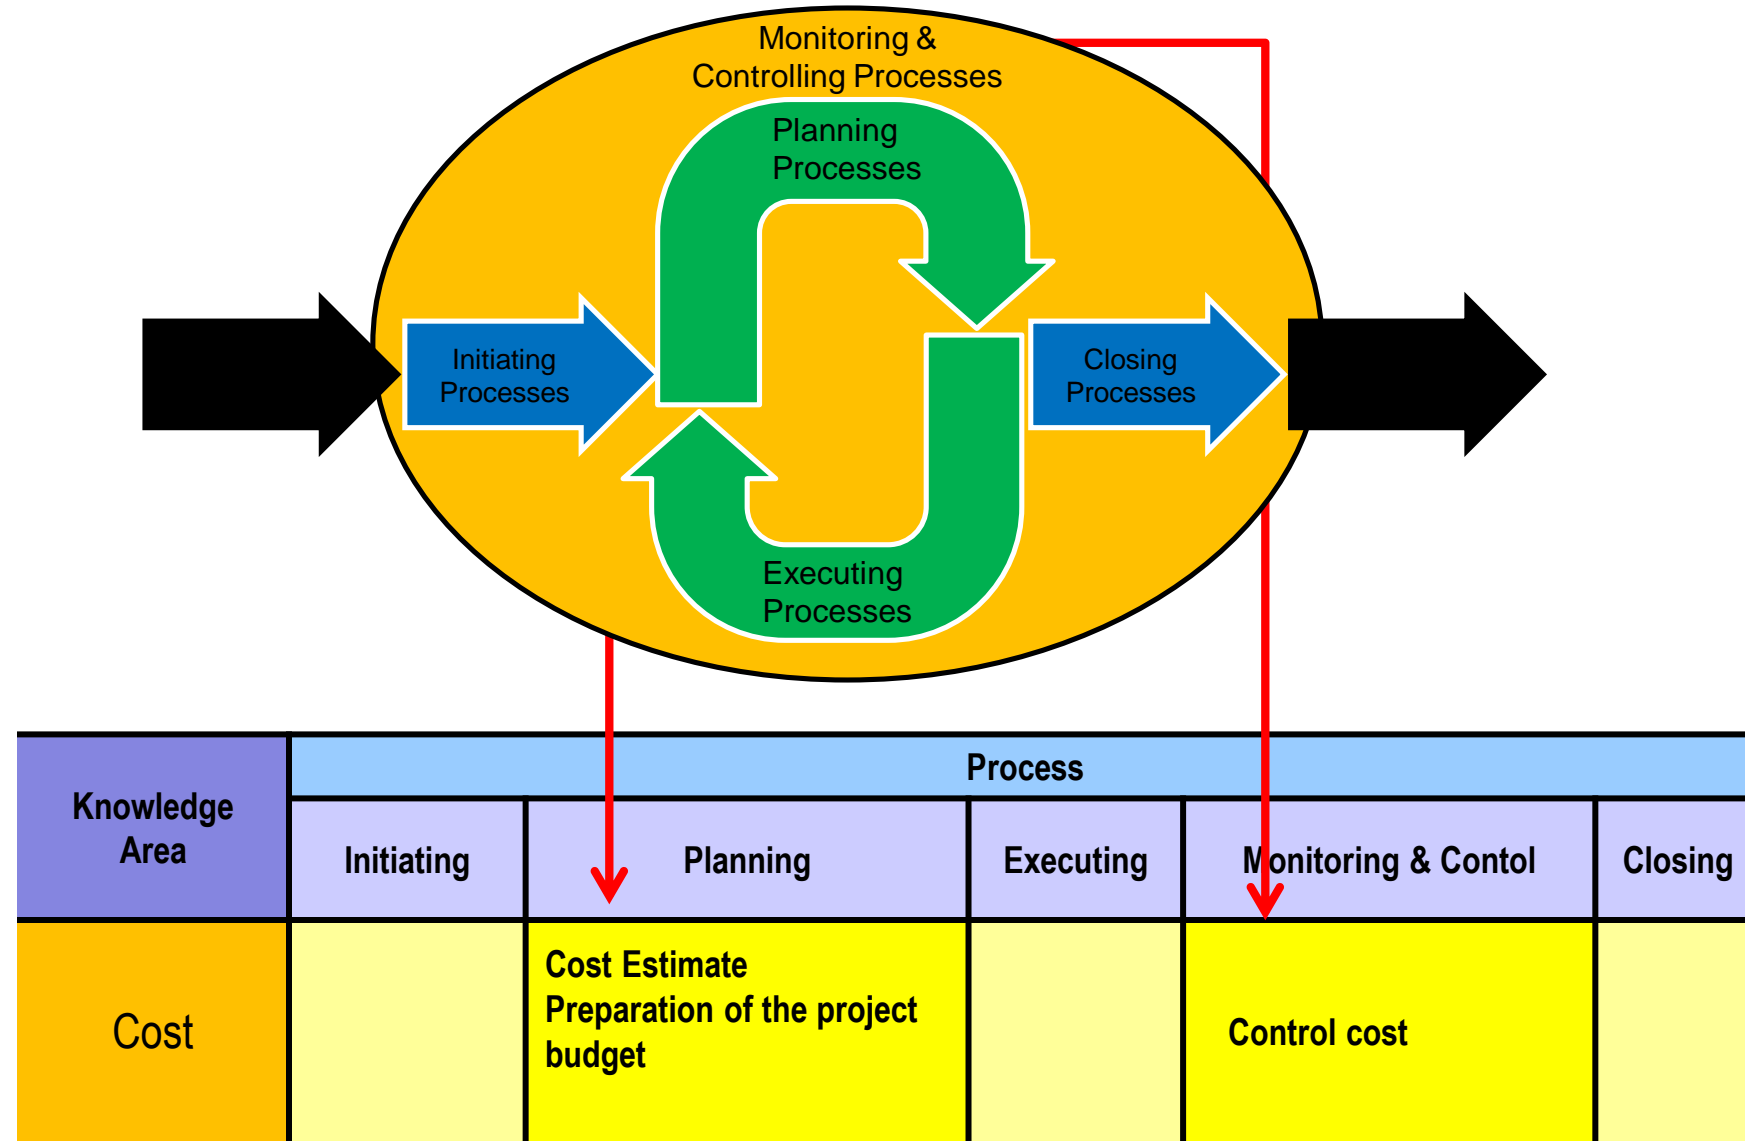 Monitoring &
Controlling Processes
Planning
Processes
Initiating
Processes
Closing
Processes
Executing
Processes
Knowledge
Area
Process
Initiating
Planning
Executing
Monitoring & Contol
Closing
Cost
Cost Estimate
Preparation of the project
budget
Control cost